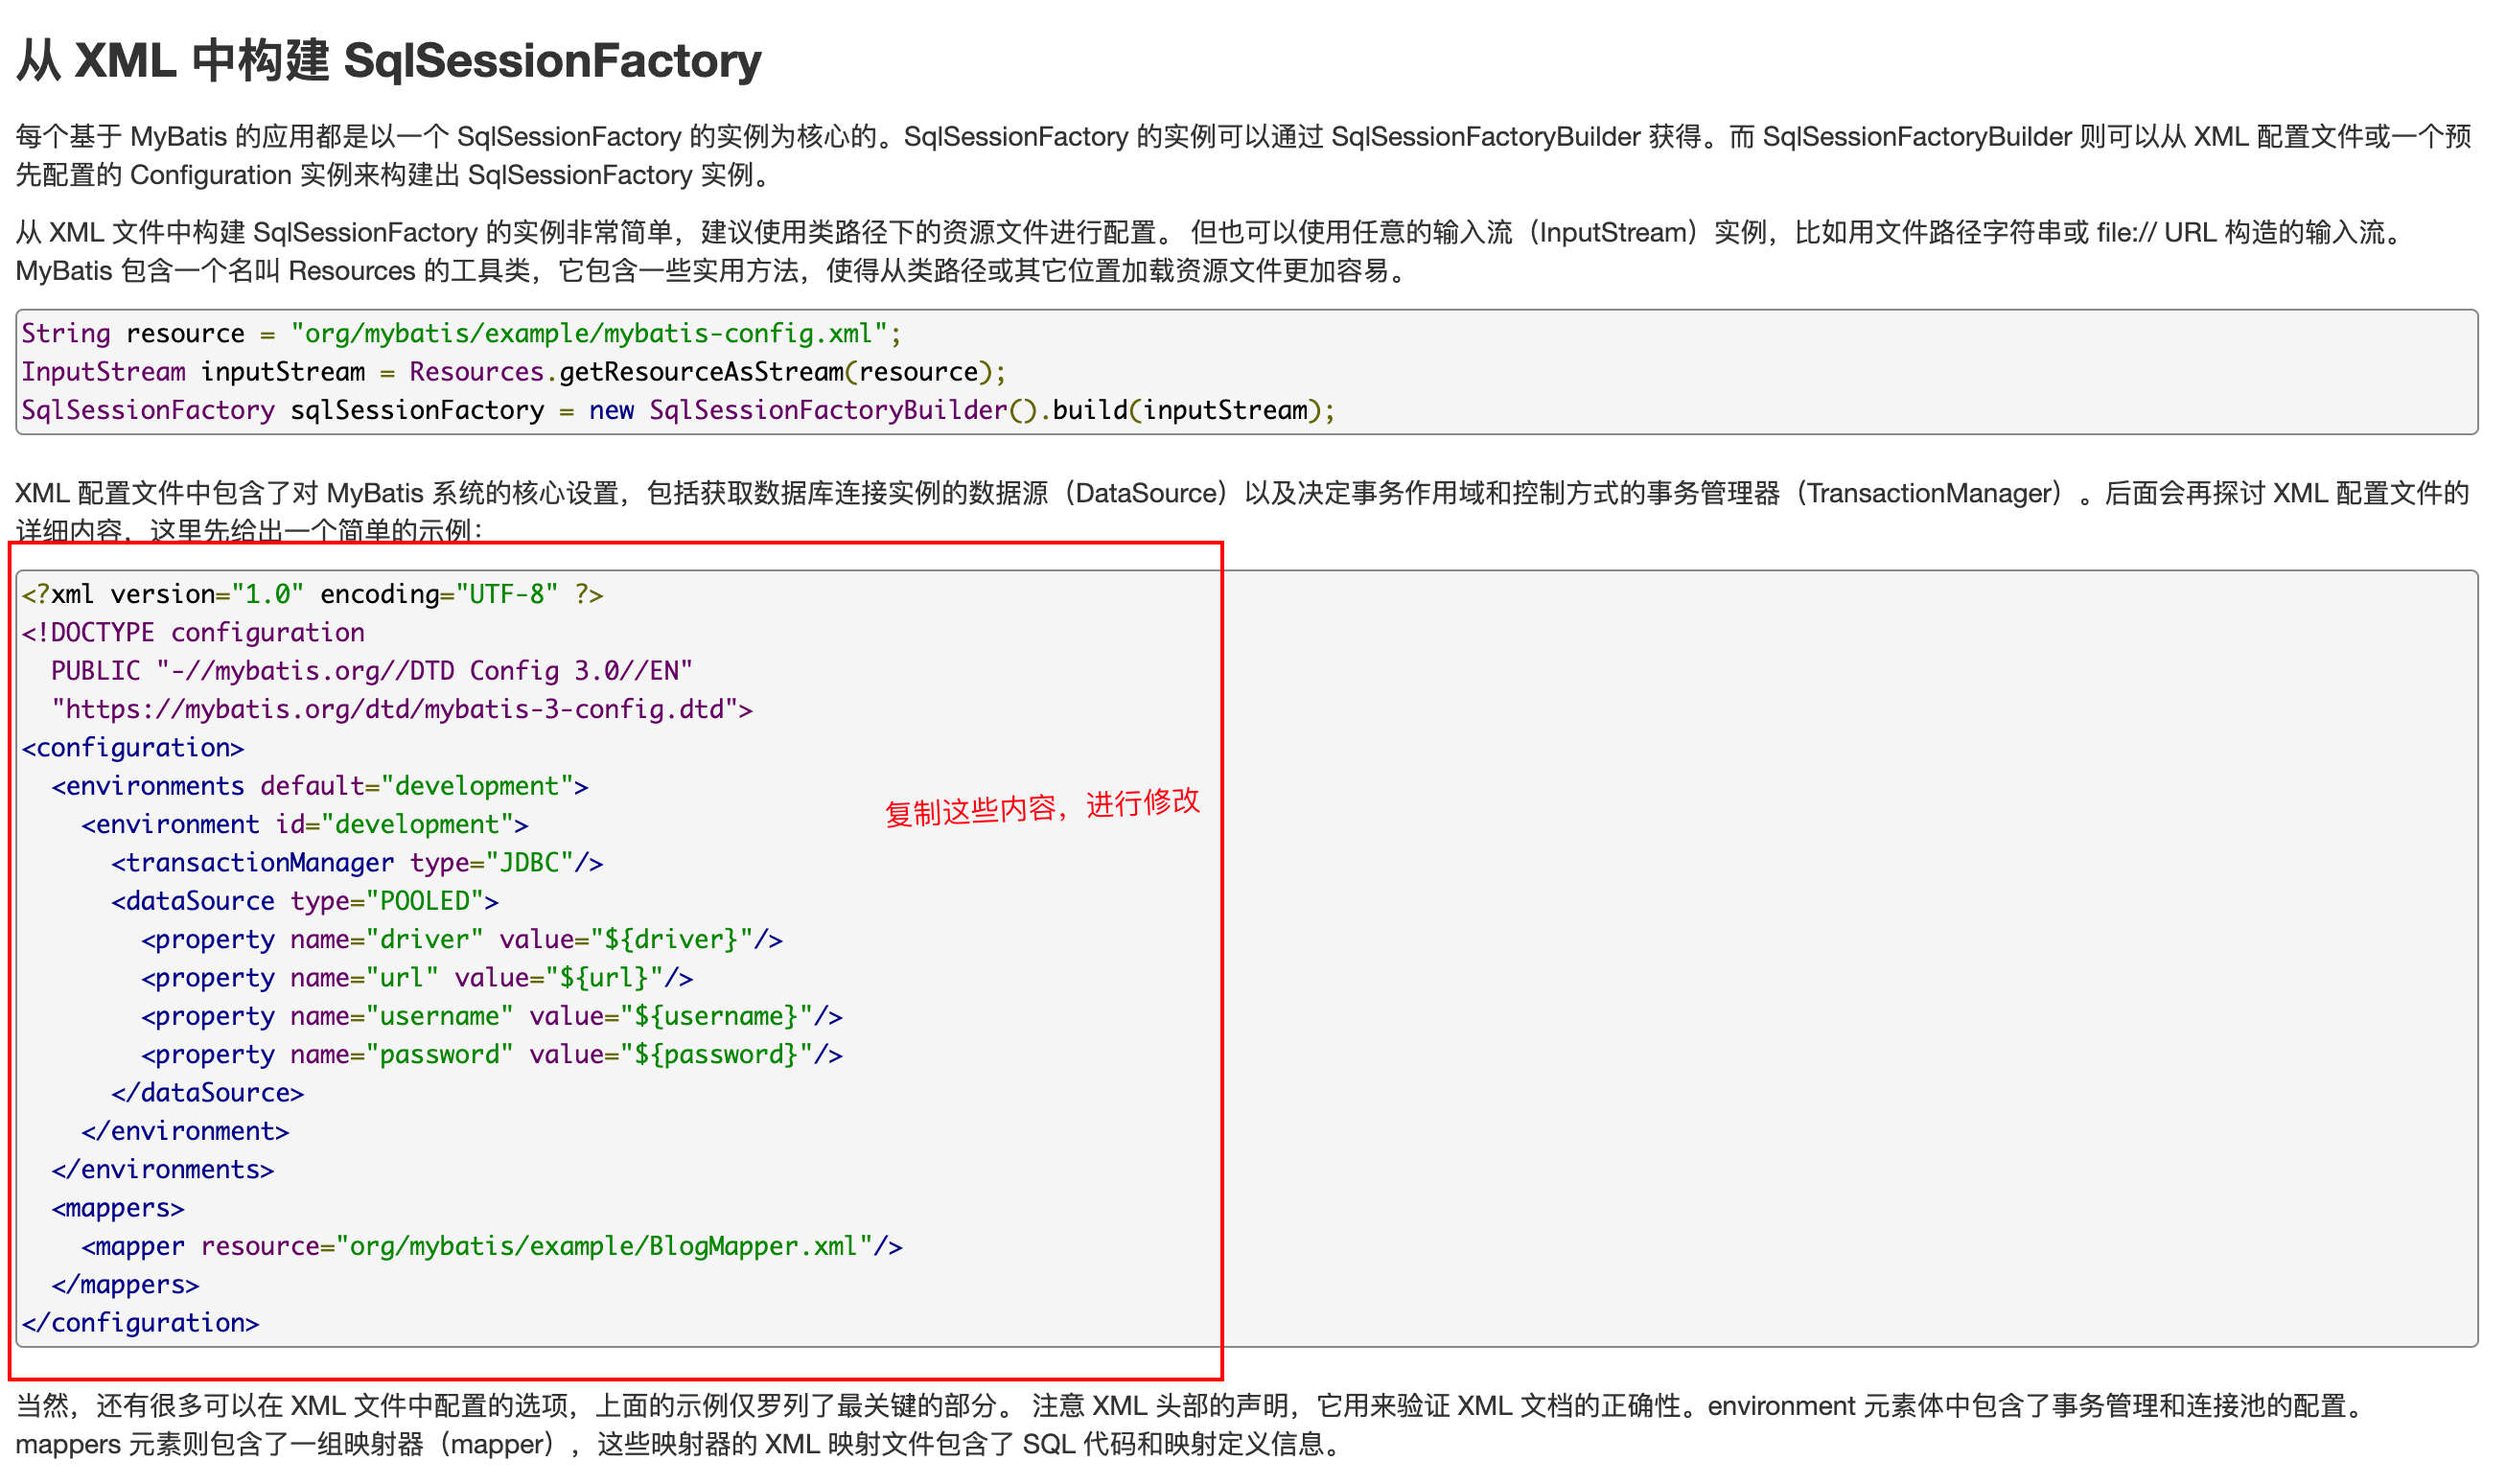 从 XML 中构建 SqlSessionFactory
每个基于 MyBatis 的应用都是以一个 SqlSessionFactory 的实例为核心的。SqlSessionFactory 的实例可以通过 SqlSessionFactoryBuilder 获得。而 SqlSessionFactoryBuilder 则可以从 XML 配置文件或一个预
先配置的 Configuration 实例来构建出 SqlSessionFactory 实例。
从 XML 文件中构建 SqlSessionFactory 的实例非常简单，建议使用类路径下的资源文件进行配置。 但也可以使用任意的输入流（InputStream）实例，比如用文件路径字符串或 file:// URL 构造的输入流。
MyBatis 包含一个名叫 Resources 的工具类，它包含一些实用方法，使得从类路径或其它位置加载资源文件更加容易。
String resource = "org/mybatis/example/mybatis-config.xml";
InputStream inputStream = Resources.getResourceAsStream(resource);
SqlSessionFactory sqlSessionFactory = new SqlSessionFactoryBuilder().build(inputStream);
XML 配置文件中包含了对 MyBatis 系统的核心设置，包括获取数据库连接实例的数据源（DataSource）以及决定事务作用域和控制方式的事务管理器（TransactionManager）。后面会再探讨 XML 配置文件的
详细内容，这里先给出一个简单的示例：
<?xml version="1.0" encoding="UTF-8" ?>
<!DOCTYPE configuration
  PUBLIC "-//mybatis.org//DTD Config 3.0//EN"
  "https://mybatis.org/dtd/mybatis-3-config.dtd">
<configuration>
  <environments default="development">
    <environment id="development">
复制这些内容，进行修改
      <transactionManager type="JDBC"/>
      <dataSource type="POOLED">
        <property name="driver" value="${driver}"/>
        <property name="url" value="${url}"/>
        <property name="username" value="${username}"/>
        <property name="password" value="${password}"/>
      </dataSource>
    </environment>
  </environments>
  <mappers>
    <mapper resource="org/mybatis/example/BlogMapper.xml"/>
  </mappers>
</configuration>
当然，还有很多可以在 XML 文件中配置的选项，上面的示例仅罗列了最关键的部分。 注意 XML 头部的声明，它用来验证 XML 文档的正确性。environment 元素体中包含了事务管理和连接池的配置。
mappers 元素则包含了一组映射器（mapper），这些映射器的 XML 映射文件包含了 SQL 代码和映射定义信息。